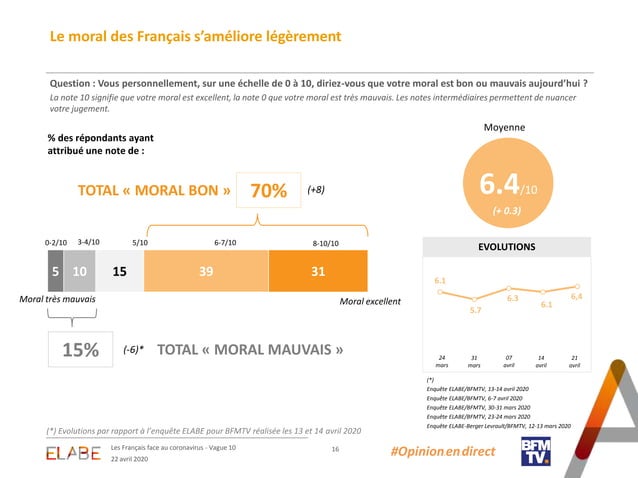 Le moral des Français s'améliore légèrement
Question : Vous personnellement, sur une échelle de 0 à 10, diriez-vous que votre moral est bon ou mauvais aujourd'hui ?
La note 10 signifie que votre moral est excellent, la note 0 que votre moral est très mauvais. Les notes intermédiaires permettent de nuancer
votre jugement.
% des répondants ayant
attribué une note de :
TOTAL « MORAL BON »
70%
(+8)
0-2/10
3-4/10
5/10
6-7/10
8-10/10
5
10
15
39
31
Moral très mauvais
Moral excellent
15%
(-6)*
TOTAL « MORAL MAUVAIS »
Moyenne
6.4/10
(+ 0.3)
EVOLUTIONS
6.1
5.7
6.3
6.1
6,4
24 mars
31 mars
07 avril
14 avril
21 avril
(*)
Enquête ELABE/BFMTV, 13-14 avril 2020
Enquête ELABE/BFMTV, 6-7 avril 2020
Enquête ELABE/BFMTV, 30-31 mars 2020
Enquête ELABE/BFMTV, 23-24 mars 2020
Enquête ELABE-Berger Levrault/BFMTV, 12-13 mars 2020
(*) Evolutions par rapport à l'enquête ELABE pour BFMTV réalisée les 13 et 14 avril 2020
ELABE
Les Français face au coronavirus - Vague 10
22 avril 2020
16
#Opinionendirect
BFM
TV.